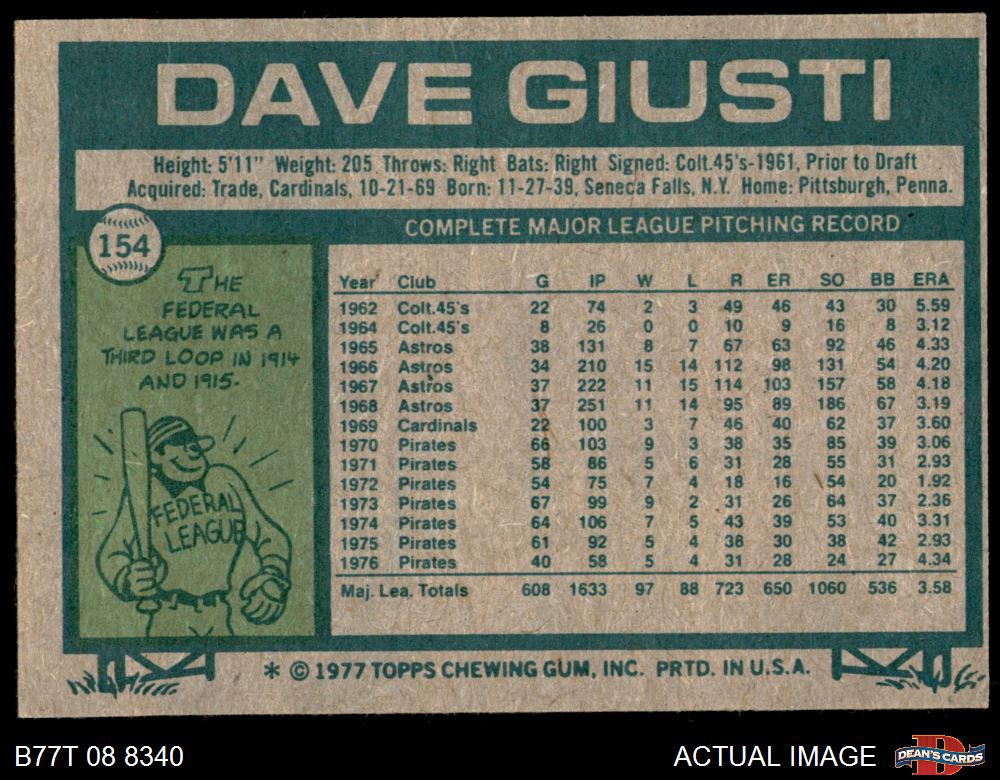 DAVE GIUSTI
Height: 5'11" Weight: 205 Throws: Right Bats: Right Signed: Colt.45's-1961, Prior to Draft
Acquired: Trade, Cardinals, 10-21-69 Born: 11-27-39, Seneca Falls, N.Y. Home: Pittsburgh, Penna.
154
THE
FEDERAL
LEAGUE WAS A
THIRD LOOP IN 1914
AND 1915.
FEDERAL
LEAGUE
COMPLETE MAJOR LEAGUE PITCHING RECORD
Year Club G IP W L R ER SO BB ERA
1962 Colt.45's 22 74 2 3 49 46 43 30 5.59
1964 Colt.45's 8 26 0 0 10 9 16 8 3.12
1965 Astros 38 131 8 7 67 63 92 46 4.33
1966 Astros 34 210 15 14 112 98 131 54 4.20
1967 Astros 37 222 11 15 114 103 157 58 4.18
1968 Astros 37 251 11 14 95 89 186 67 3.19
1969 Cardinals 22 100 3 7 46 40 62 37 3.60
1970 Pirates 66 103 9 3 38 35 85 39 3.06
1971 Pirates 58 86 5 6 31 28 55 31 2.93
1972 Pirates 54 75 7 4 18 16 54 20 1.92
1973 Pirates 67 99 9 2 31 26 64 37 2.36
1974 Pirates 64 106 7 5 43 39 53 40 3.31
1975 Pirates 61 92 5 4 38 30 38 42 2.93
1976 Pirates 40 58 5 4 31 28 24 27 4.34
Maj. Lea. Totals 608 1633 97 88 723 650 1060 536 3.58
* © 1977 TOPPS CHEWING GUM, INC. PRTD. IN U.S.A.
B77T 08 8340
ACTUAL IMAGE
DEAN'S CARDS